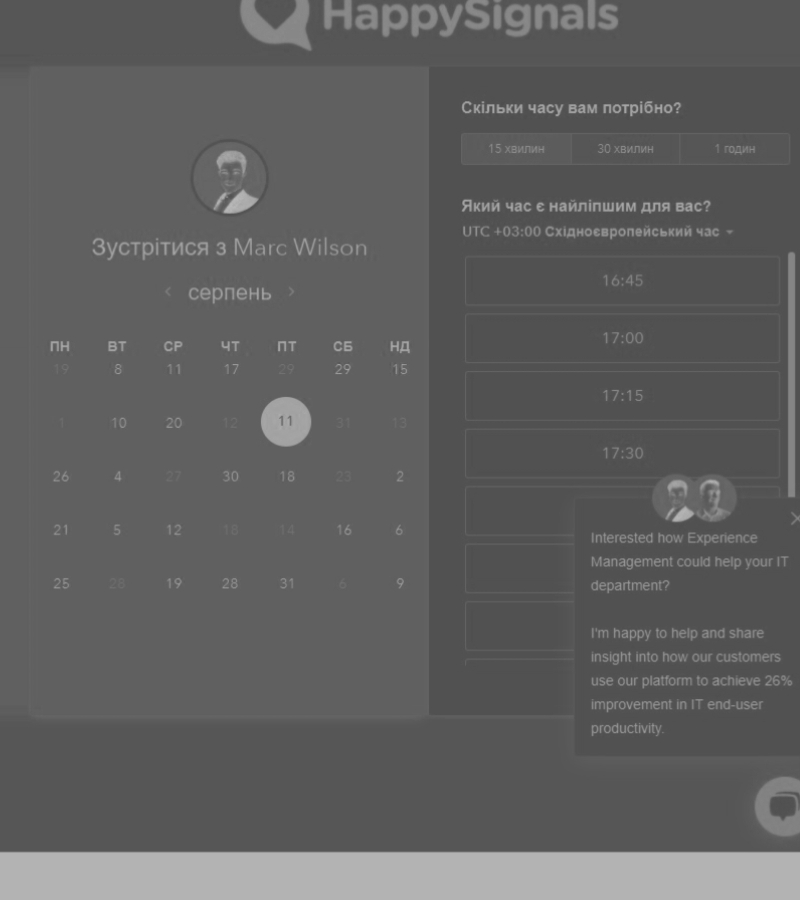 HappySignals
Зустрітися з Marc Wilson
серпень
ПН ВТ СР ЧТ ПТ СБ НД
19 8 11 17 29 29 15
1 10 20 12 11 31 13
26 4 27 30 18 23 2
21 5 12 18 14 16 6
25 28 19 28 31 6 9
Скільки часу вам потрібно?
15 хвилин 30 хвилин 1 годин
Який час є найліпшим для вас?
UTC +03:00 Східноєвропейський час
16:45
17:00
17:15
17:30
Interested how Experience
Management could help your IT
department?
I'm happy to help and share
insight into how our customers
use our platform to achieve 26%
improvement in IT end-user
productivity.